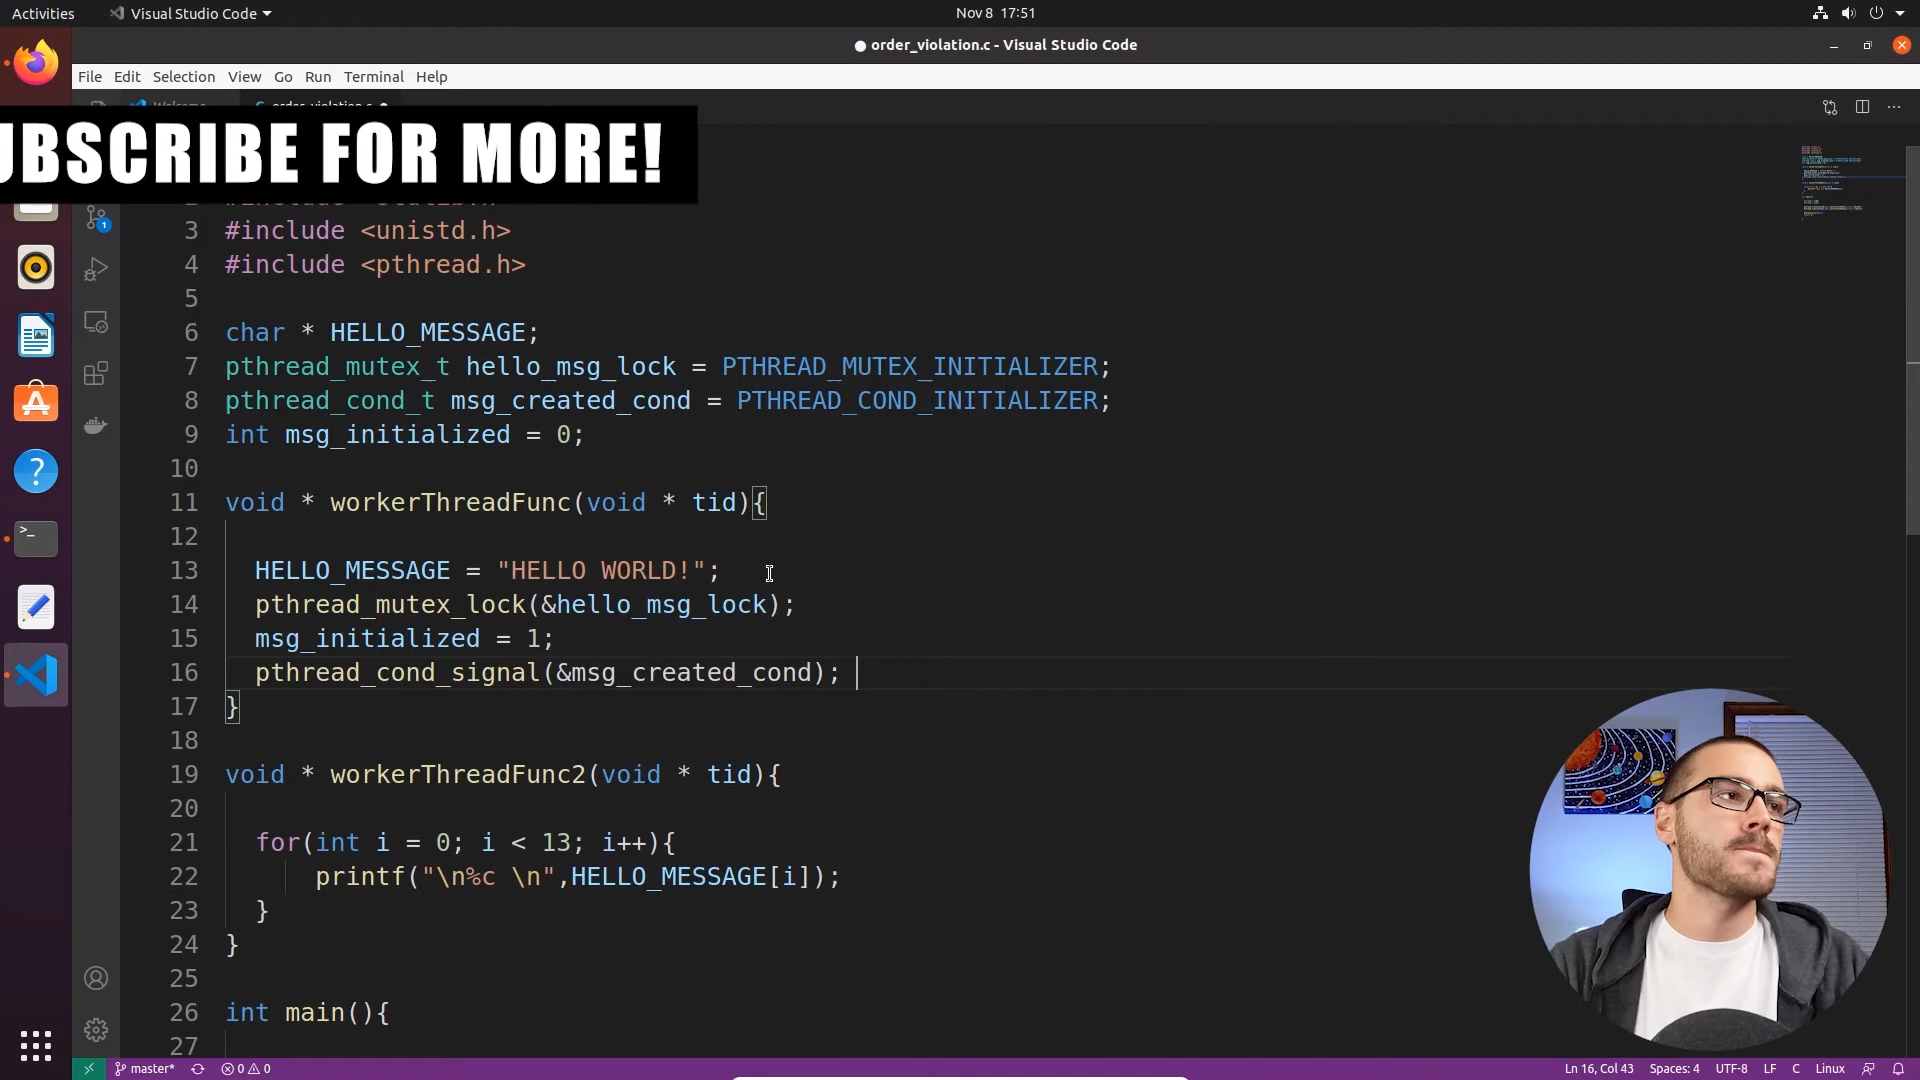 Activities
Visual Studio Code
Nov 8 17:51
order_violation.c - Visual Studio Code
File Edit Selection View Go Run Terminal Help
UBSCRIBE FOR MORE!
3 #include <unistd.h>
4 #include <pthread.h>
5
6 char * HELLO_MESSAGE;
7 pthread_mutex_t hello_msg_lock = PTHREAD_MUTEX_INITIALIZER;
8 pthread_cond_t msg_created_cond = PTHREAD_COND_INITIALIZER;
9 int msg_initialized = 0;
10
11 void * workerThreadFunc(void * tid){
12
13 HELLO_MESSAGE = "HELLO WORLD!";
14 pthread_mutex_lock(&hello_msg_lock);
15 msg_initialized = 1;
16 pthread_cond_signal(&msg_created_cond);
17 }
18
19 void * workerThreadFunc2(void * tid){
20
21 for(int i = 0; i < 13; i++){
22 printf("\n%c \n",HELLO_MESSAGE[i]);
23 }
24 }
25
26 int main(){
27
1
master*
0 0
Ln 16, Col 43
Spaces: 4
UTF-8
LF
C
Linux